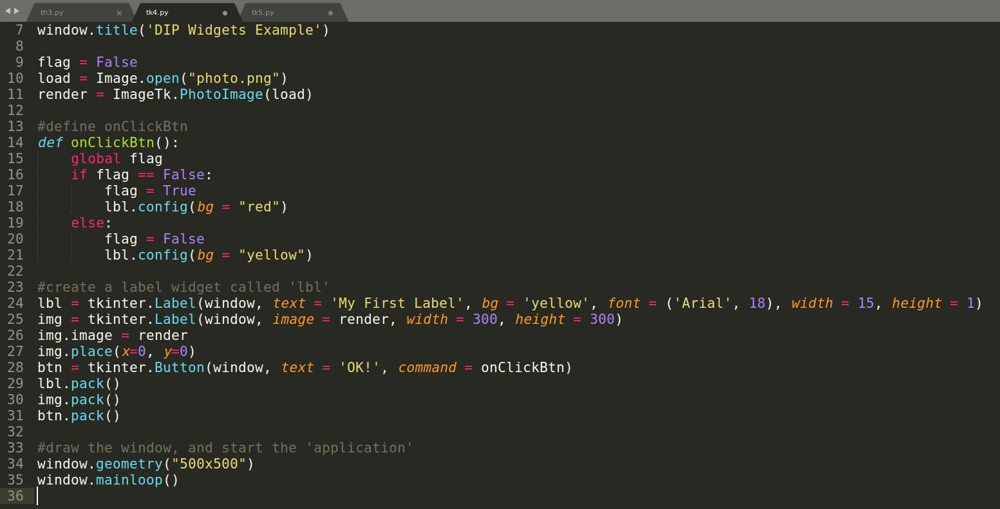 th3.py × tk4.py ● tk5.py ●
7 window.title('DIP Widgets Example')
8
9 flag = False
10 load = Image.open("photo.png")
11 render = ImageTk.PhotoImage(load)
12
13 #define onClickBtn
14 def onClickBtn():
15     global flag
16     if flag == False:
17         flag = True
18         lbl.config(bg = "red")
19     else:
20         flag = False
21         lbl.config(bg = "yellow")
22
23 #create a label widget called 'lbl'
24 lbl = tkinter.Label(window, text = 'My First Label', bg = 'yellow', font = ('Arial', 18), width = 15, height = 1)
25 img = tkinter.Label(window, image = render, width = 300, height = 300)
26 img.image = render
27 img.place(x=0, y=0)
28 btn = tkinter.Button(window, text = 'OK!', command = onClickBtn)
29 lbl.pack()
30 img.pack()
31 btn.pack()
32
33 #draw the window, and start the 'application'
34 window.geometry("500x500")
35 window.mainloop()
36